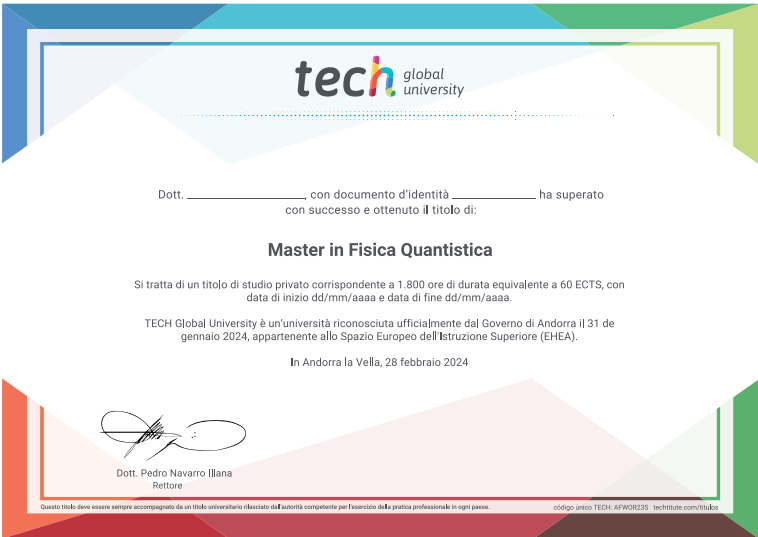 tech global university
Dott. ____________________, con documento d'identità ______________ ha superato
con successo e ottenuto il titolo di:
Master in Fisica Quantistica
Si tratta di un titolo di studio privato corrispondente a 1.800 ore di durata equivalente a 60 ECTS, con
data di inizio dd/mm/aaaa e data di fine dd/mm/aaaa.
TECH Global University è un'università riconosciuta ufficialmente dal Governo di Andorra il 31 de
gennaio 2024, appartenente allo Spazio Europeo dell'Istruzione Superiore (EHEA).
In Andorra la Vella, 28 febbraio 2024
Dott. Pedro Navarro Illana
Rettore
Questo titolo deve essere sempre accompagnato da un titolo universitario rilasciato dall'autorità competente per l'esercizio della pratica professionale in ogni paese. código único TECH: AFWOR23S techtitute.com/titulos